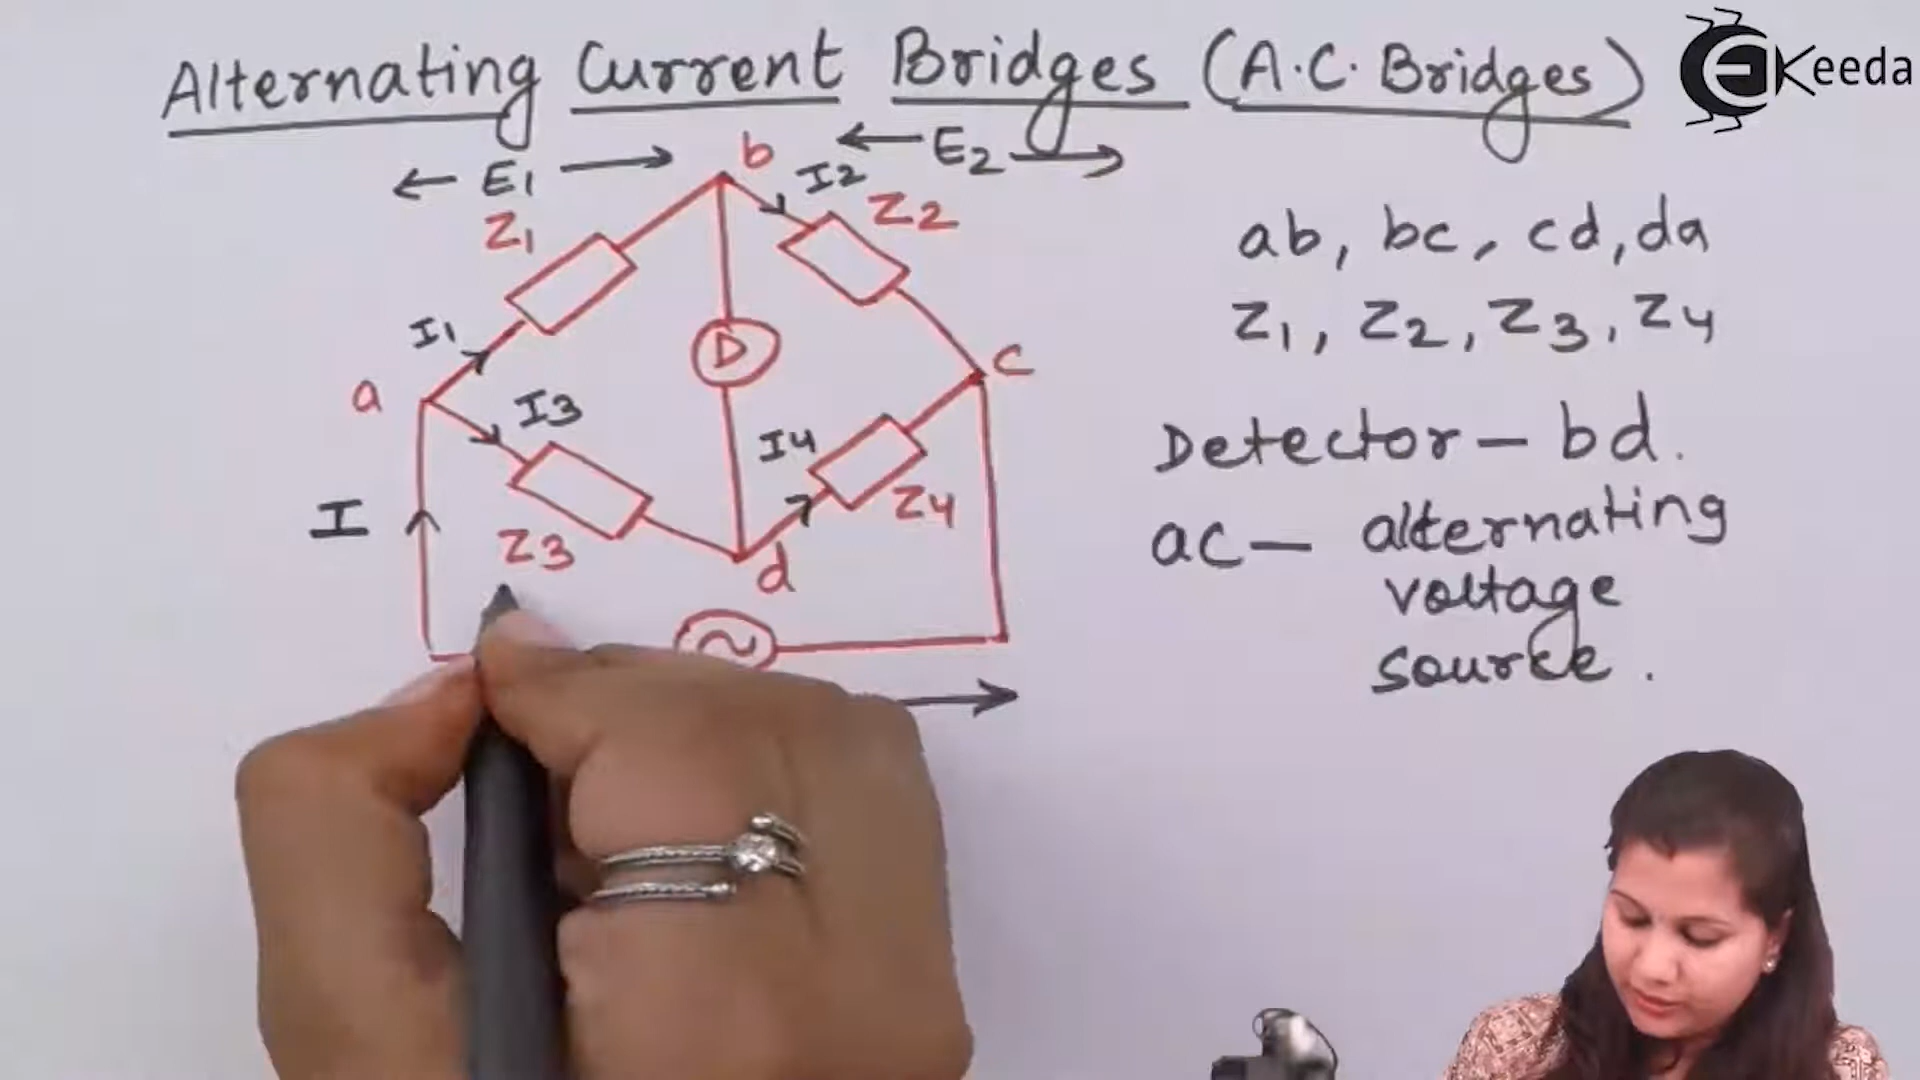 Alternating Current Bridges (A.C. Bridges)
EKeeda
← E1 →
b
← E2 →
I2
Z1
Z2
ab, bc, cd, da
I1
D
Z1, Z2, Z3, Z4
a
c
I3
I4
Detector - bd.
I
Z3
Z4
d
ac - alternating
voltage
source.